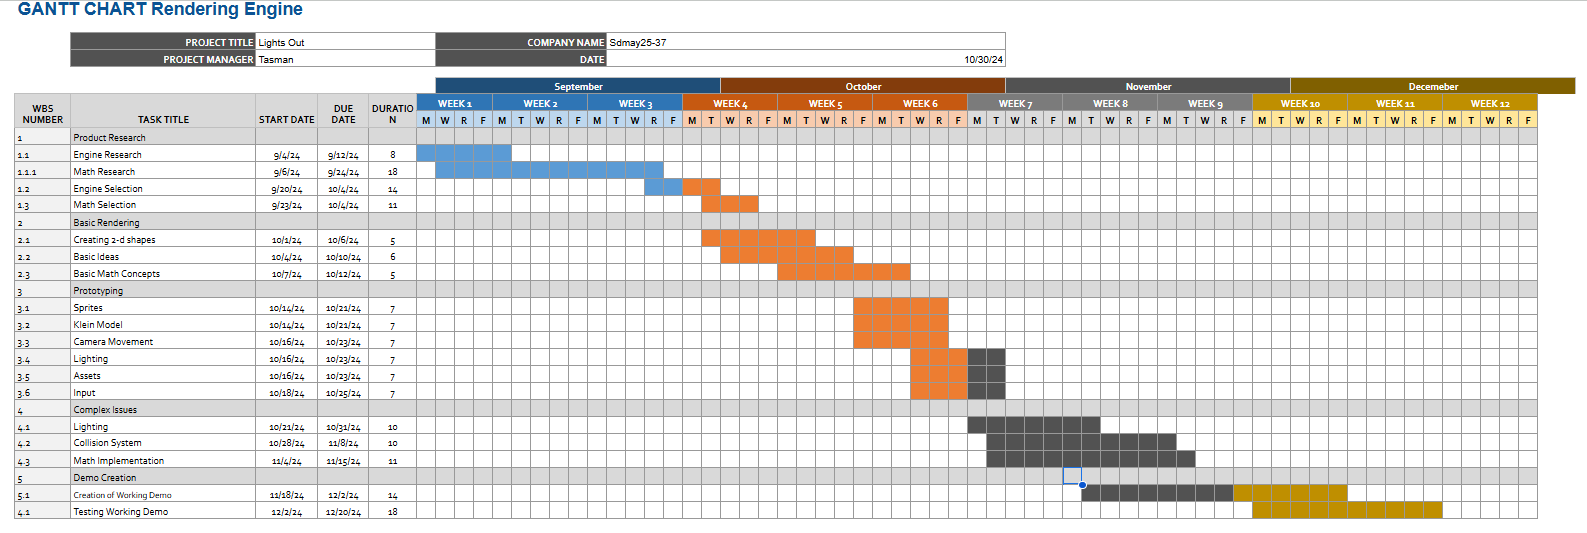 GANTT CHART Rendering Engine
PROJECT TITLE Lights Out COMPANY NAME Sdmay25-37
PROJECT MANAGER Tasman DATE 10/30/24
September October November Decemeber
WBS NUMBER TASK TITLE START DATE DUE DATE DURATIO N WEEK 1 WEEK 2 WEEK 3 WEEK 4 WEEK 5 WEEK 6 WEEK 7 WEEK 8 WEEK 9 WEEK 10 WEEK 11 WEEK 12
M W R F M T W R F M T W R F M T W R F M T W R F M T W R F M T W R F M T W R F M T W R F M T W R F M T W R F M T W R F
1 Product Research
1.1 Engine Research 9/4/24 9/12/24 8
1.1.1 Math Research 9/6/24 9/24/24 18
1.2 Engine Selection 9/20/24 10/4/24 14
1.3 Math Selection 9/23/24 10/4/24 11
2 Basic Rendering
2.1 Creating 2-d shapes 10/1/24 10/6/24 5
2.2 Basic Ideas 10/4/24 10/10/24 6
2.3 Basic Math Concepts 10/7/24 10/12/24 5
3 Prototyping
3.1 Sprites 10/14/24 10/21/24 7
3.2 Klein Model 10/14/24 10/21/24 7
3.3 Camera Movement 10/16/24 10/23/24 7
3.4 Lighting 10/16/24 10/23/24 7
3.5 Assets 10/16/24 10/23/24 7
3.6 Input 10/18/24 10/25/24 7
4 Complex Issues
4.1 Lighting 10/21/24 10/31/24 10
4.2 Collision System 10/28/24 11/8/24 10
4.3 Math Implementation 11/4/24 11/15/24 11
5 Demo Creation
5.1 Creation of Working Demo 11/18/24 12/2/24 14
4.1 Testing Working Demo 12/2/24 12/20/24 18